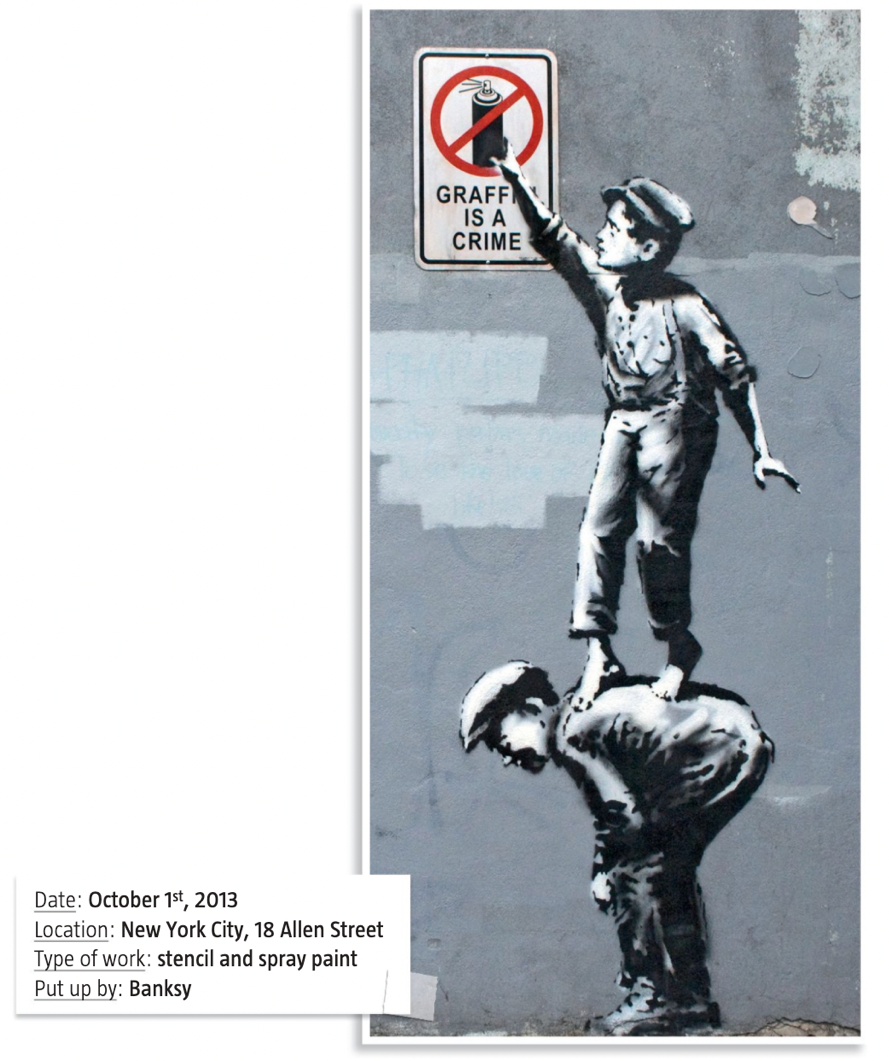 GRAFFI
IS A
CRIME
Date: October 1st, 2013
Location: New York City, 18 Allen Street
Type of work: stencil and spray paint
Put up by: Banksy